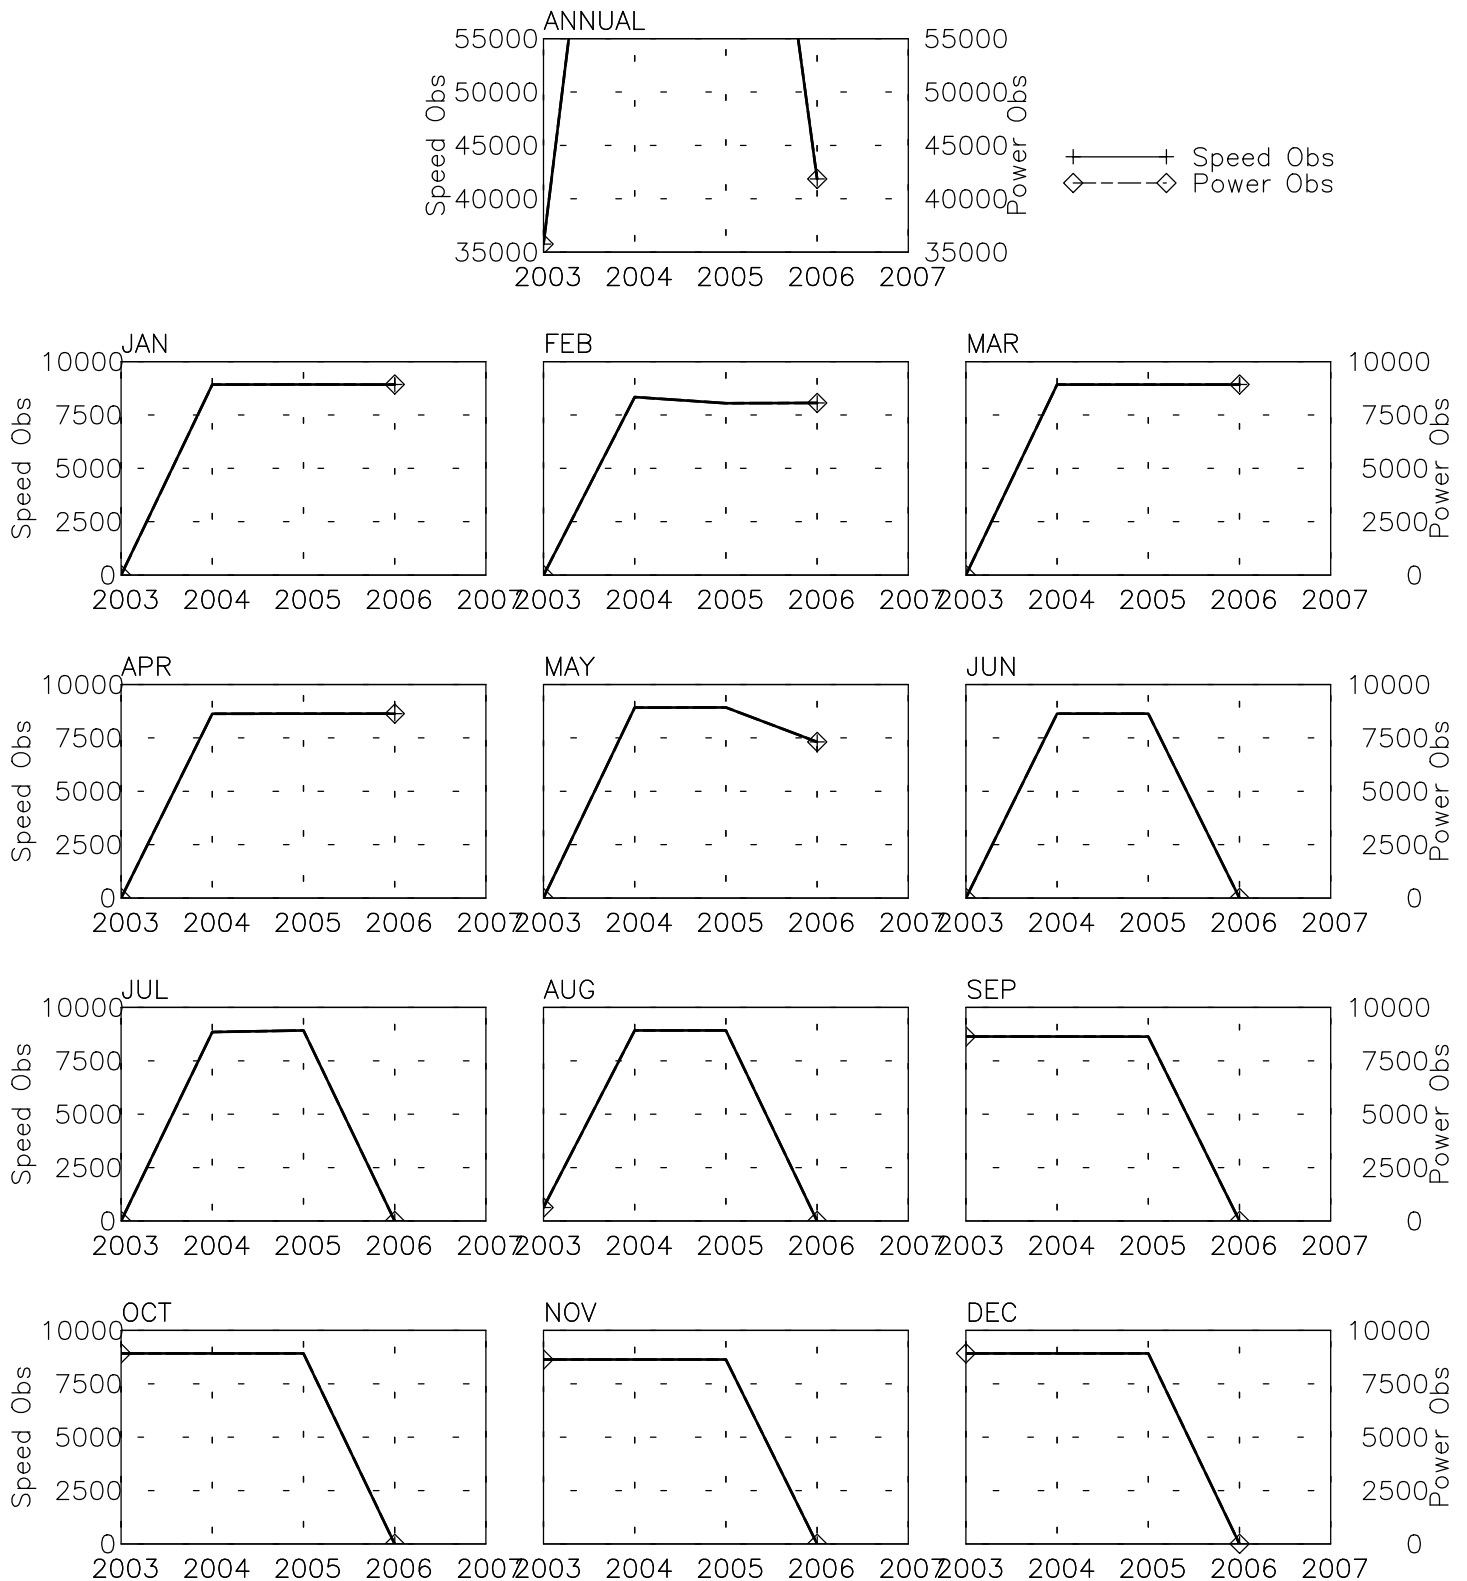 ANNUAL
55000 55000
50000 50000
45000 45000
40000 40000
35000 35000
Speed Obs
Power Obs
2003 2004 2005 2006 2007
Speed Obs
Power Obs
JAN FEB MAR
10000 10000
7500 7500
5000 5000
2500 2500
0 0
Speed Obs
Power Obs
2003 2004 2005 2006 2007 2003 2004 2005 2006 2007 2003 2004 2005 2006 2007
APR MAY JUN
10000 10000
7500 7500
5000 5000
2500 2500
0 0
Speed Obs
Power Obs
2003 2004 2005 2006 2007 2003 2004 2005 2006 2007 2003 2004 2005 2006 2007
JUL AUG SEP
10000 10000
7500 7500
5000 5000
2500 2500
0 0
Speed Obs
Power Obs
2003 2004 2005 2006 2007 2003 2004 2005 2006 2007 2003 2004 2005 2006 2007
OCT NOV DEC
10000 10000
7500 7500
5000 5000
2500 2500
0 0
Speed Obs
Power Obs
2003 2004 2005 2006 2007 2003 2004 2005 2006 2007 2003 2004 2005 2006 2007